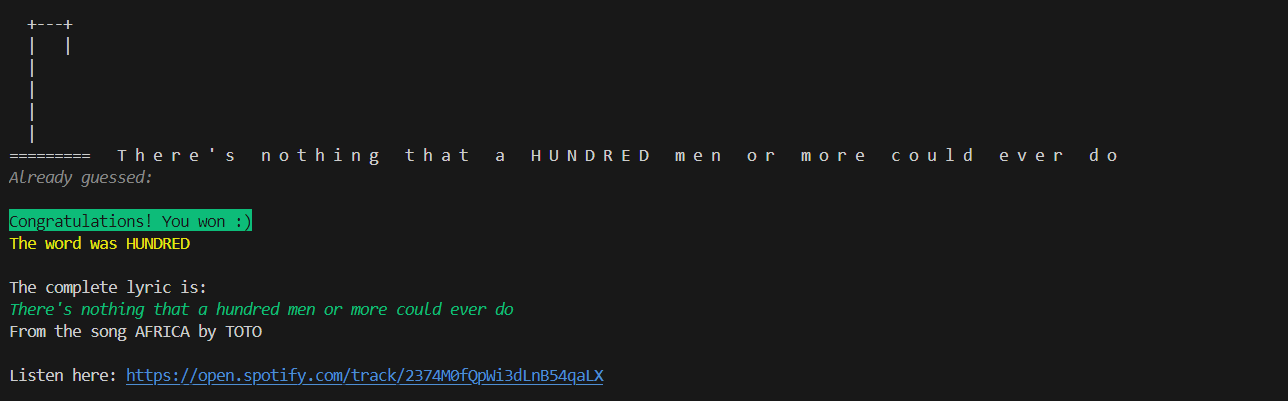 +---+
|   |
|
|
|
|
=========  T h e r e ' s   n o t h i n g   t h a t   a   H U N D R E D   m e n   o r   m o r e   c o u l d   e v e r   d o
Already guessed:
Congratulations! You won :)
The word was HUNDRED
The complete lyric is:
There's nothing that a hundred men or more could ever do
From the song AFRICA by TOTO
Listen here: https://open.spotify.com/track/2374M0fQpWi3dLnB54qaLX